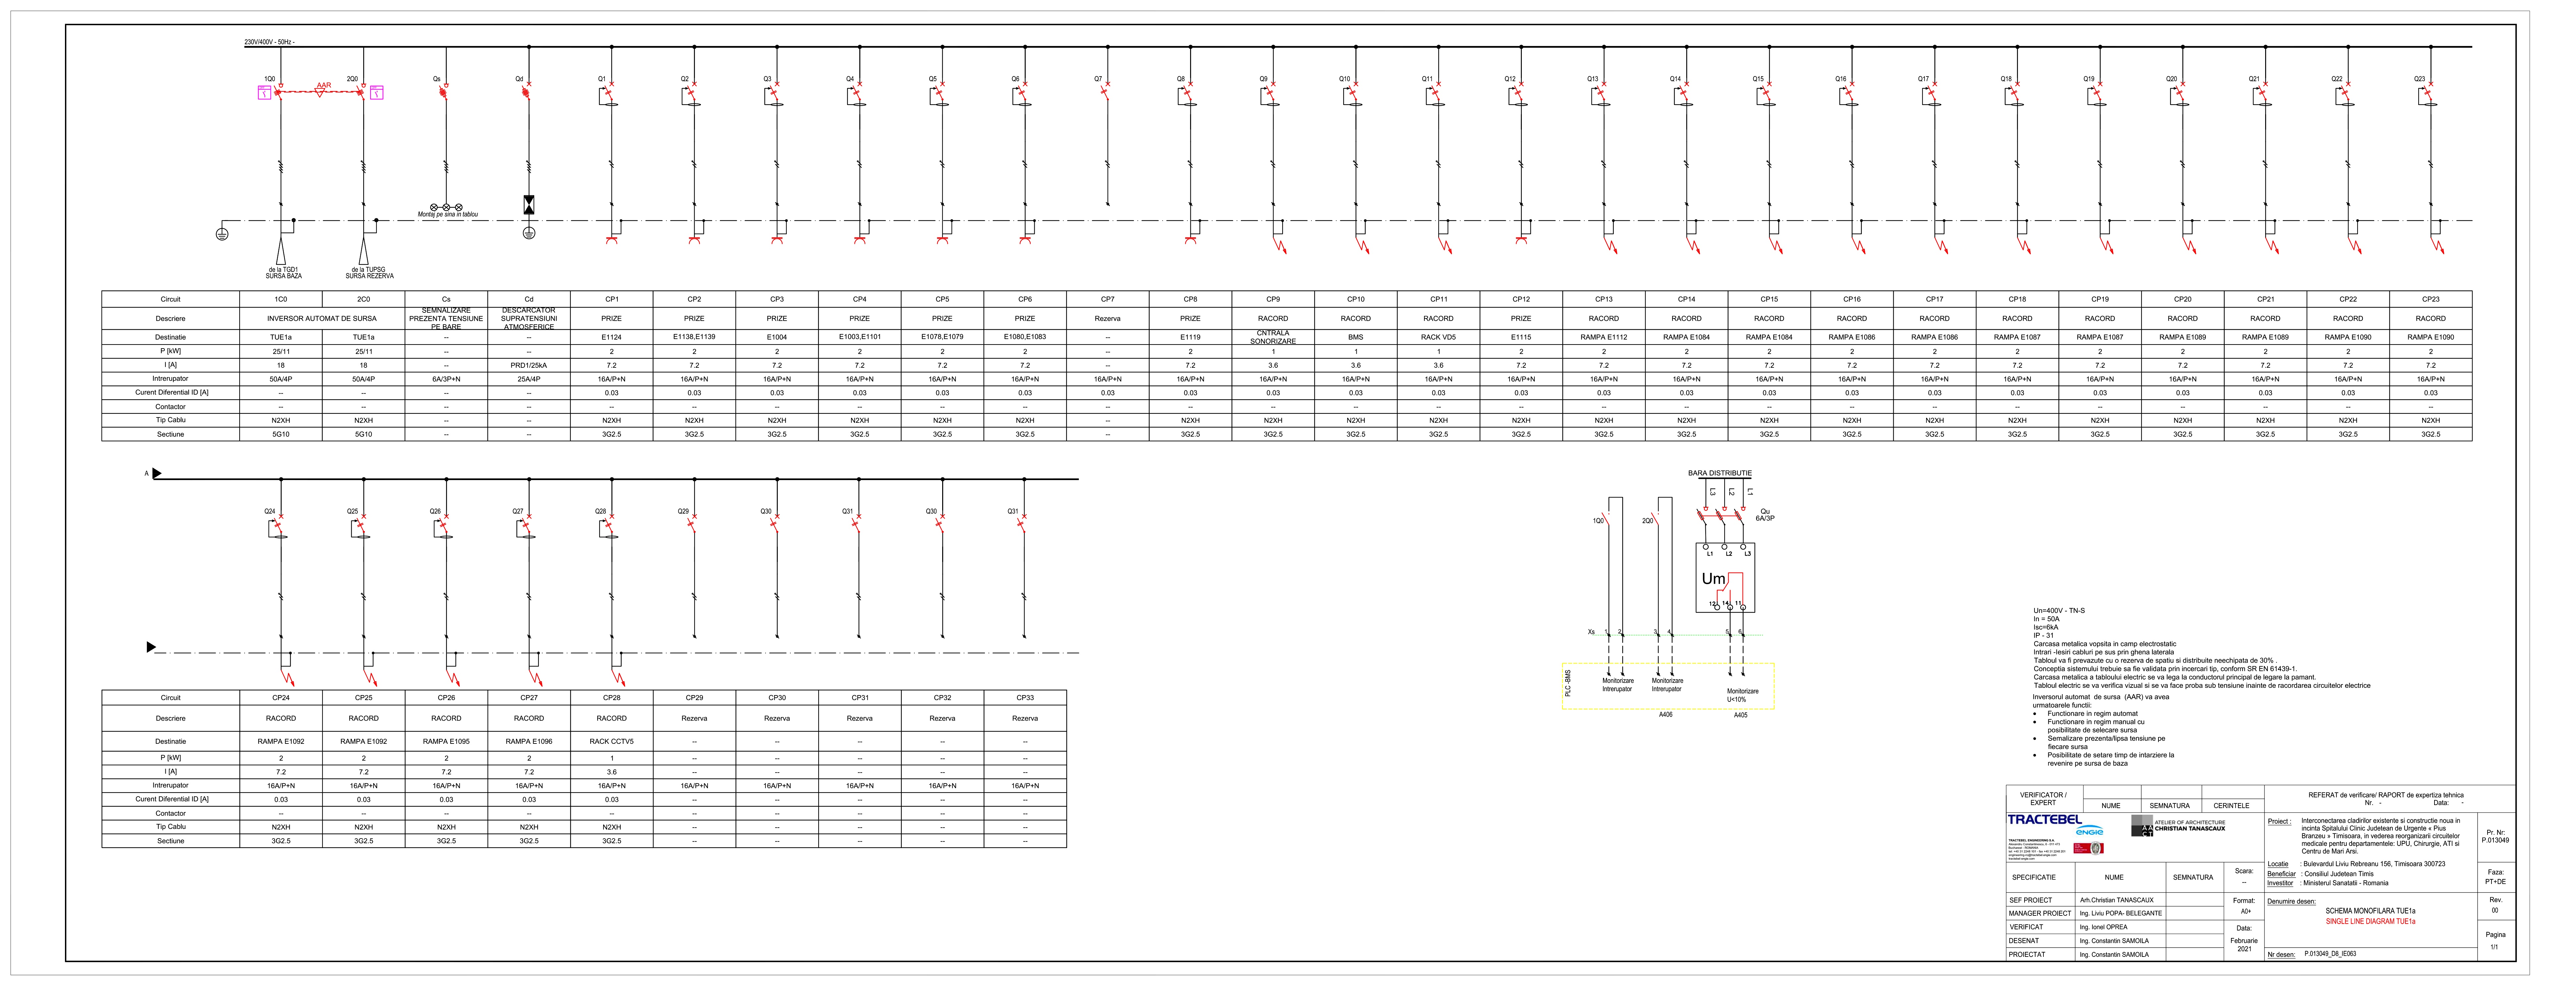 230V/400V - 50Hz -
1Q0 2Q0 Qs Qd Q1 Q2 Q3 Q4 Q5 Q6 Q7 Q8 Q9 Q10 Q11 Q12 Q13 Q14 Q15 Q16 Q17 Q18 Q19 Q20 Q21 Q22 Q23
AAR
Montaj pe sina in tablou
de la TGD1
SURSA BAZA
de la TUPSG
SURSA REZERVA
Circuit 1C0 2C0 Cs Cd CP1 CP2 CP3 CP4 CP5 CP6 CP7 CP8 CP9 CP10 CP11 CP12 CP13 CP14 CP15 CP16 CP17 CP18 CP19 CP20 CP21 CP22 CP23
Descriere INVERSOR AUTOMAT DE SURSA SEMNALIZARE PREZENTA TENSIUNE PE BARE DESCARCATOR SUPRATENSIUNI ATMOSFERICE PRIZE PRIZE PRIZE PRIZE PRIZE PRIZE Rezerva PRIZE RACORD RACORD RACORD PRIZE RACORD RACORD RACORD RACORD RACORD RACORD RACORD RACORD RACORD RACORD RACORD
Destinatie TUE1a TUE1a -- -- E1124 E1138,E1139 E1004 E1003,E1101 E1078,E1079 E1080,E1083 -- E1119 CNTRALA SONORIZARE BMS RACK VD5 E1115 RAMPA E1112 RAMPA E1084 RAMPA E1084 RAMPA E1086 RAMPA E1086 RAMPA E1087 RAMPA E1087 RAMPA E1089 RAMPA E1089 RAMPA E1090 RAMPA E1090
P [kW] 25/11 25/11 -- -- 2 2 2 2 2 2 -- 2 1 1 1 2 2 2 2 2 2 2 2 2 2 2 2
I [A] 18 18 -- PRD1/25kA 7.2 7.2 7.2 7.2 7.2 7.2 -- 7.2 3.6 3.6 3.6 7.2 7.2 7.2 7.2 7.2 7.2 7.2 7.2 7.2 7.2 7.2 7.2
Intrerupator 50A/4P 50A/4P 6A/3P+N 25A/4P 16A/P+N 16A/P+N 16A/P+N 16A/P+N 16A/P+N 16A/P+N 16A/P+N 16A/P+N 16A/P+N 16A/P+N 16A/P+N 16A/P+N 16A/P+N 16A/P+N 16A/P+N 16A/P+N 16A/P+N 16A/P+N 16A/P+N 16A/P+N 16A/P+N 16A/P+N 16A/P+N
Curent Diferential ID [A] -- -- -- -- 0.03 0.03 0.03 0.03 0.03 0.03 0.03 0.03 0.03 0.03 0.03 0.03 0.03 0.03 0.03 0.03 0.03 0.03 0.03 0.03 0.03 0.03 0.03
Contactor -- -- -- -- -- -- -- -- -- -- -- -- -- -- -- -- -- -- -- -- -- -- -- -- -- -- --
Tip Cablu N2XH N2XH -- -- N2XH N2XH N2XH N2XH N2XH N2XH -- N2XH N2XH N2XH N2XH N2XH N2XH N2XH N2XH N2XH N2XH N2XH N2XH N2XH N2XH N2XH N2XH
Sectiune 5G10 5G10 -- -- 3G2.5 3G2.5 3G2.5 3G2.5 3G2.5 3G2.5 -- 3G2.5 3G2.5 3G2.5 3G2.5 3G2.5 3G2.5 3G2.5 3G2.5 3G2.5 3G2.5 3G2.5 3G2.5 3G2.5 3G2.5 3G2.5 3G2.5
A
Q24 Q25 Q26 Q27 Q28 Q29 Q30 Q31 Q30 Q31
Circuit CP24 CP25 CP26 CP27 CP28 CP29 CP30 CP31 CP32 CP33
Descriere RACORD RACORD RACORD RACORD RACORD Rezerva Rezerva Rezerva Rezerva Rezerva
Destinatie RAMPA E1092 RAMPA E1092 RAMPA E1095 RAMPA E1096 RACK CCTV5 -- -- -- -- --
P [kW] 2 2 2 2 1 -- -- -- -- --
I [A] 7.2 7.2 7.2 7.2 3.6 -- -- -- -- --
Intrerupator 16A/P+N 16A/P+N 16A/P+N 16A/P+N 16A/P+N 16A/P+N 16A/P+N 16A/P+N 16A/P+N 16A/P+N
Curent Diferential ID [A] 0.03 0.03 0.03 0.03 0.03 -- -- -- -- --
Contactor -- -- -- -- -- -- -- -- -- --
Tip Cablu N2XH N2XH N2XH N2XH N2XH -- -- -- -- --
Sectiune 3G2.5 3G2.5 3G2.5 3G2.5 3G2.5 -- -- -- -- --
BARA DISTRIBUTIE
L3 L2 L1
1Q0 2Q0
Qu
6A/3P
L1 L2 L3
Um
12 14 11
Xs 1 2 3 4 5 6
PLC -BMS
Monitorizare
Intrerupator
Monitorizare
Intrerupator
Monitorizare
U<10%
A406 A405
Un=400V - TN-S
In = 50A
Isc=6kA
IP - 31
Carcasa metalica vopsita in camp electrostatic
Intrari -Iesiri cabluri pe sus prin ghena laterala
Tabloul va fi prevazute cu o rezerva de spatiu si distribuite neechipata de 30% .
Conceptia sistemului trebuie sa fie validata prin incercari tip, conform SR EN 61439-1.
Carcasa metalica a tabloului electric se va lega la conductorul principal de legare la pamant.
Tabloul electric se va verifica vizual si se va face proba sub tensiune inainte de racordarea circuitelor electrice
Inversorul automat de sursa (AAR) va avea
urmatoarele functii:
• Functionare in regim automat
• Functionare in regim manual cu
posibilitate de selecare sursa
• Semalizare prezenta/lipsa tensiune pe
fiecare sursa
• Posibilitate de setare timp de intarziere la
revenire pe sursa de baza
VERIFICATOR /
EXPERT
NUME SEMNATURA CERINTELE
REFERAT de verificare/ RAPORT de expertiza tehnica
Nr. - Data: -
TRACTEBEL
ENGIE
TRACTEBEL ENGINEERING S.A.
ATELIER OF ARCHITECTURE
CHRISTIAN TANASCAUX
Proiect : Interconectarea cladirilor existente si constructie noua in
incinta Spitalului Clinic Judetean de Urgente « Pius
Branzeu » Timisoara, in vederea reorganizarii circuitelor
medicale pentru departamentele: UPU, Chirurgie, ATI si
Centru de Mari Arsi.
Pr. Nr:
P.013049
Locatie : Bulevardul Liviu Rebreanu 156, Timisoara 300723
Beneficiar : Consiliul Judetean Timis
Investitor : Ministerul Sanatatii - Romania
Faza:
PT+DE
SPECIFICATIE NUME SEMNATURA
Scara:
--
SEF PROIECT Arh.Christian TANASCAUX
MANAGER PROIECT Ing. Liviu POPA- BELEGANTE
VERIFICAT Ing. Ionel OPREA
DESENAT Ing. Constantin SAMOILA
PROIECTAT Ing. Constantin SAMOILA
Format:
A0+
Data:
Februarie
2021
Denumire desen:
SCHEMA MONOFILARA TUE1a
SINGLE LINE DIAGRAM TUE1a
Rev.
00
Pagina
1/1
Nr desen: P.013049_D8_IE063